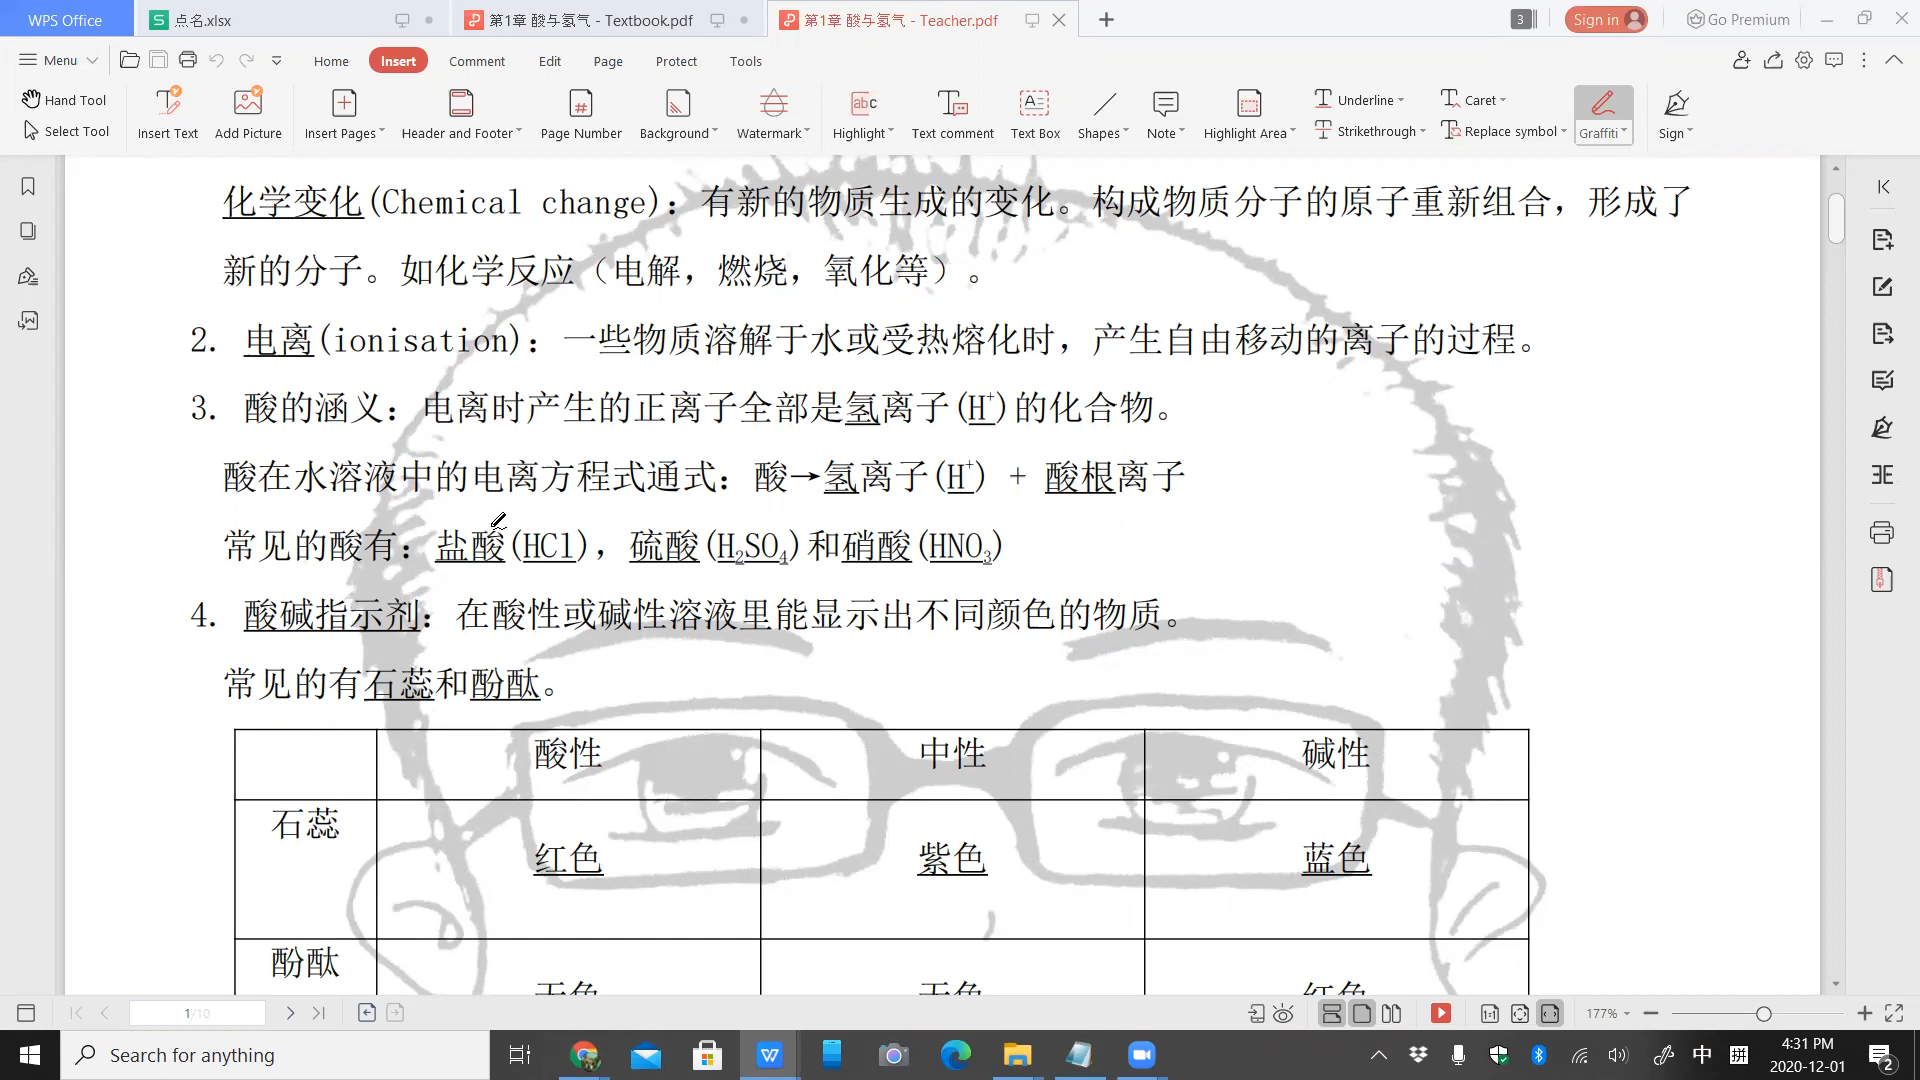 WPS Office
点名.xlsx
第1章 酸与氢气 - Textbook.pdf
第1章 酸与氢气 - Teacher.pdf
3
Sign in
Go Premium
Menu
Home
Insert
Comment
Edit
Page
Protect
Tools
Hand Tool
Select Tool
Insert Text
Add Picture
Insert Pages
Header and Footer
Page Number
Background
Watermark
Highlight
Text comment
Text Box
Shapes
Note
Highlight Area
Underline
Strikethrough
Caret
Replace symbol
Graffiti
Sign
化学变化(Chemical change)：有新的物质生成的变化。构成物质分子的原子重新组合，形成了
新的分子。如化学反应（电解，燃烧，氧化等）。
2. 电离(ionisation)：一些物质溶解于水或受热熔化时，产生自由移动的离子的过程。
3. 酸的涵义：电离时产生的正离子全部是氢离子(H⁺)的化合物。
酸在水溶液中的电离方程式通式：酸→氢离子(H⁺) + 酸根离子
常见的酸有：盐酸(HCl)，硫酸(H₂SO₄)和硝酸(HNO₃)
4. 酸碱指示剂：在酸性或碱性溶液里能显示出不同颜色的物质。
常见的有石蕊和酚酞。
酸性 中性 碱性
石蕊 红色 紫色 蓝色
酚酞 无色 无色 红色
1/10
177%
Search for anything
中
拼
4:31 PM
2020-12-01
2